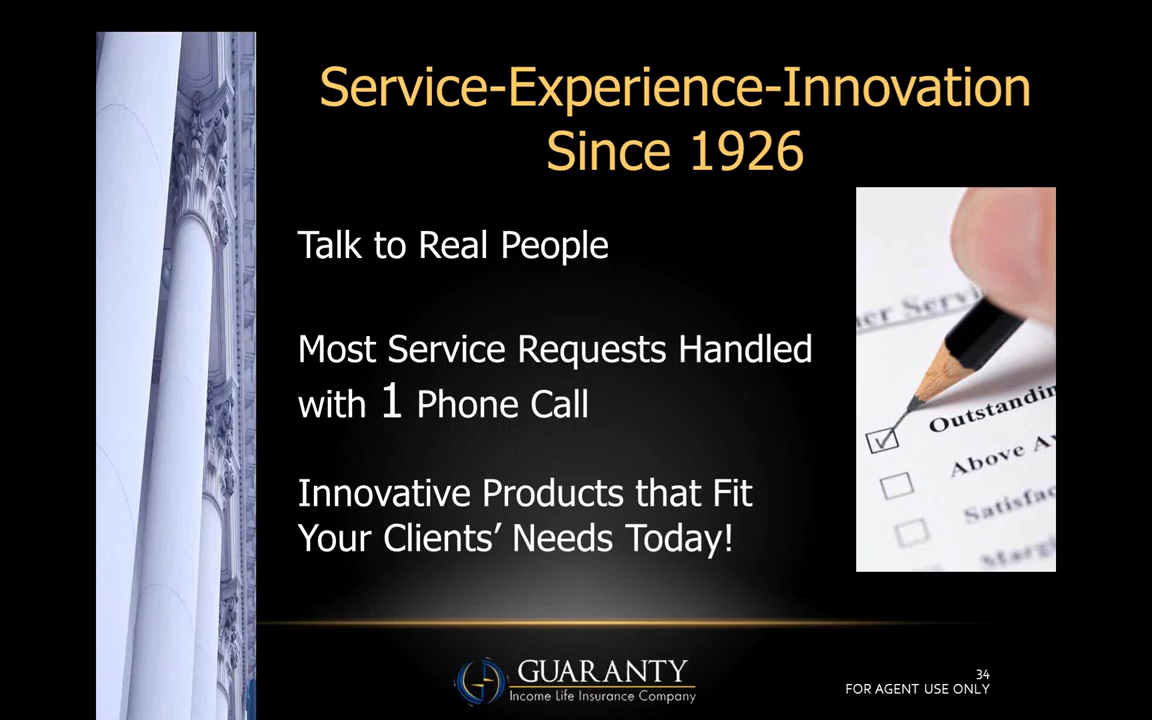 Service-Experience-Innovation
Since 1926
Talk to Real People
Most Service Requests Handled
with 1 Phone Call
Innovative Products that Fit
Your Clients’ Needs Today!
Outstandin
Above Av
Satisfac
GUARANTY
Income Life Insurance Company
34
FOR AGENT USE ONLY